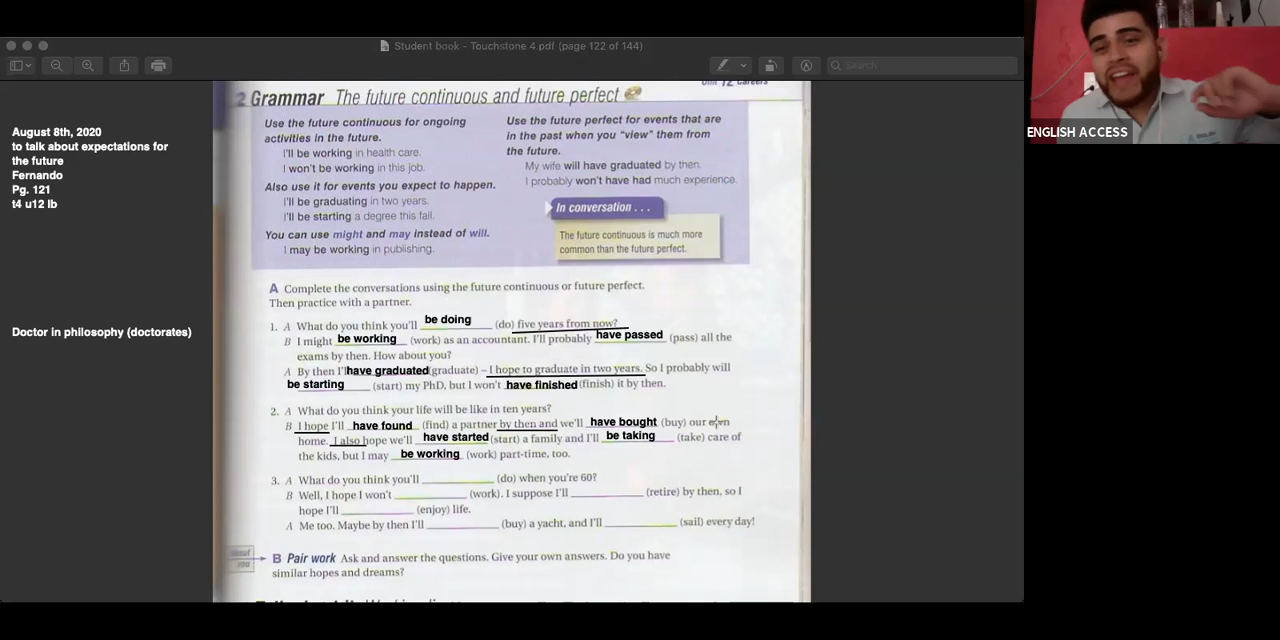 Student book - Touchstone 4.pdf (page 122 of 144)
Search
ENGLISH ACCESS
August 8th, 2020
to talk about expectations for
the future
Fernando
Pg. 121
t4 u12 lb
Doctor in philosophy (doctorates)
Unit 12 Careers
2 Grammar The future continuous and future perfect
Use the future continuous for ongoing
activities in the future.
I'll be working in health care.
I won't be working in this job.
Also use it for events you expect to happen.
I'll be graduating in two years.
I'll be starting a degree this fall.
You can use might and may instead of will.
I may be working in publishing.
Use the future perfect for events that are
in the past when you "view" them from
the future.
My wife will have graduated by then.
I probably won't have had much experience.
In conversation . . .
The future continuous is much more
common than the future perfect.
A Complete the conversations using the future continuous or future perfect.
Then practice with a partner.
1. A What do you think you'll be doing (do) five years from now?
B I might be working (work) as an accountant. I'll probably have passed (pass) all the
exams by then. How about you?
A By then I'll have graduated (graduate) – I hope to graduate in two years. So I probably will
be starting (start) my PhD, but I won't have finished (finish) it by then.
2. A What do you think your life will be like in ten years?
B I hope I'll have found (find) a partner by then and we'll have bought (buy) our own
home. I also hope we'll have started (start) a family and I'll be taking (take) care of
the kids, but I may be working (work) part-time, too.
3. A What do you think you'll ____________ (do) when you're 60?
B Well, I hope I won't ____________ (work). I suppose I'll ____________ (retire) by then, so I
hope I'll ____________ (enjoy) life.
A Me too. Maybe by then I'll ____________ (buy) a yacht, and I'll ____________ (sail) every day!
About
you
B Pair work Ask and answer the questions. Give your own answers. Do you have
similar hopes and dreams?